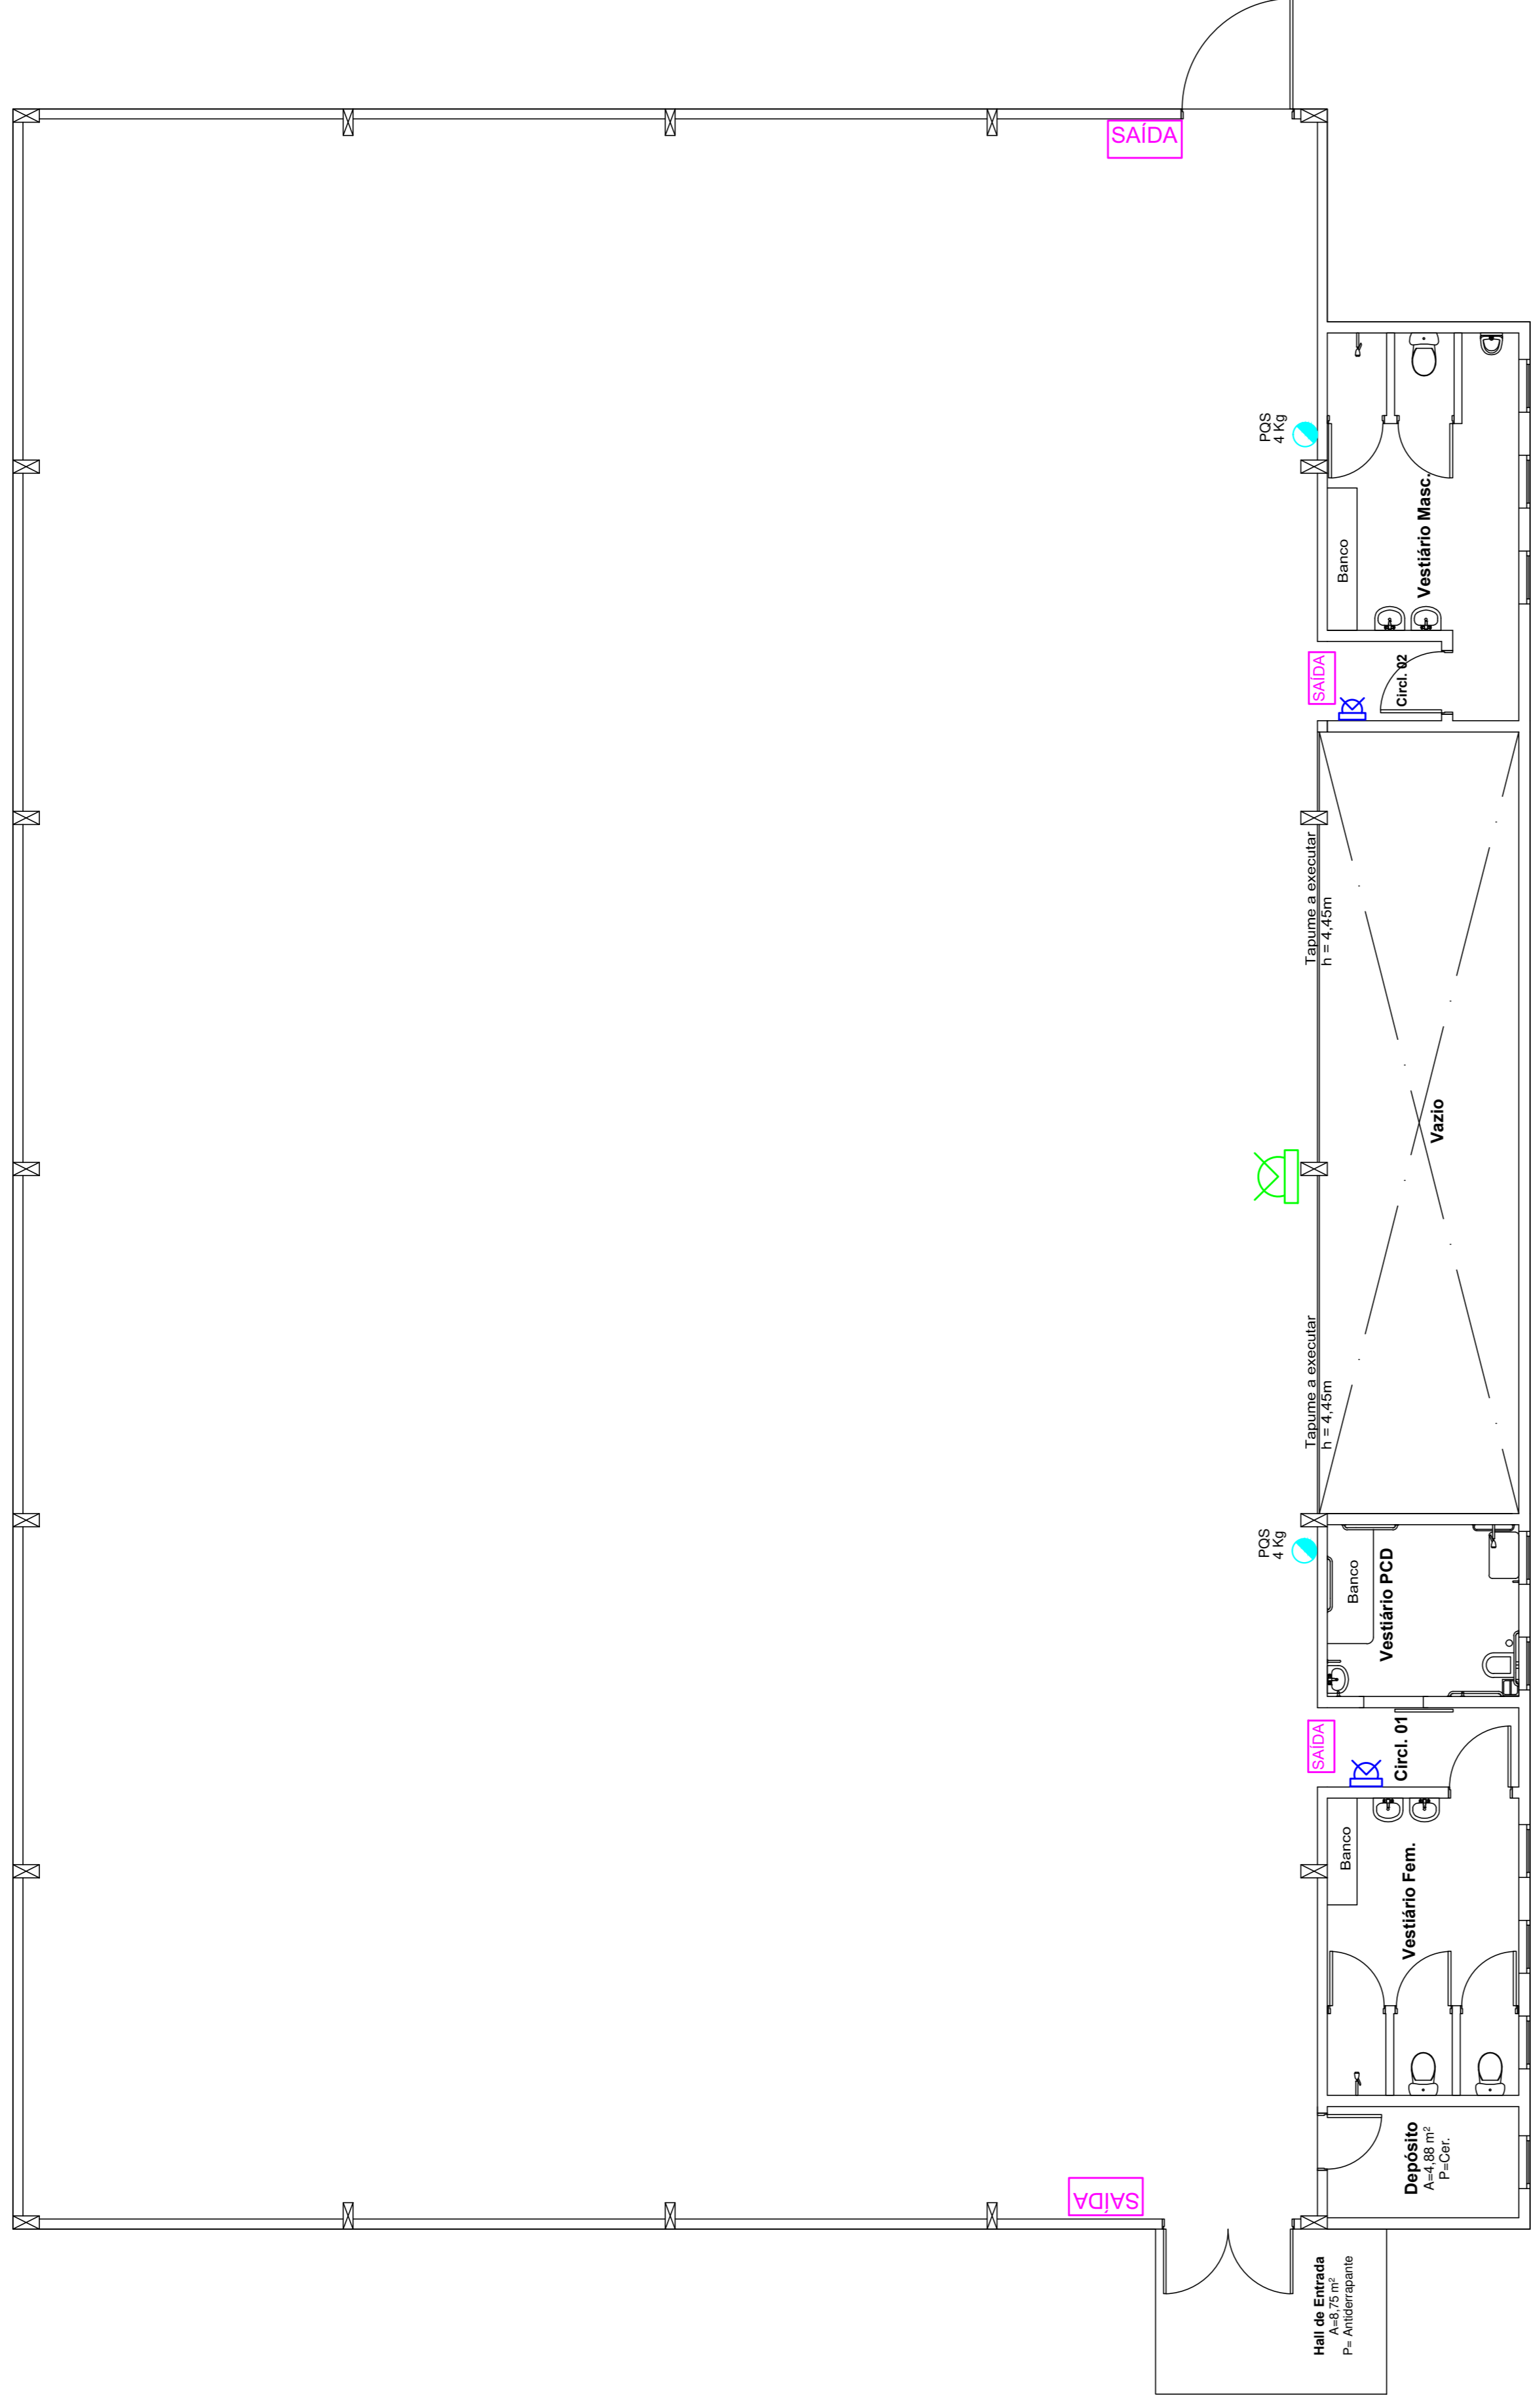 SAÍDA
PQS
4 Kg
Banco
Vestiário Masc.
SAÍDA
Circl. 02
Tapume a executar
h = 4,45m
Vazio
Tapume a executar
h = 4,45m
PQS
4 Kg
Banco
Vestiário PCD
SAÍDA
Circl. 01
Banco
Vestiário Fem.
Depósito
A=4,88 m²
P=Cer.
SAÍDA
Hall de Entrada
A=8,75 m²
P= Antiderrapante